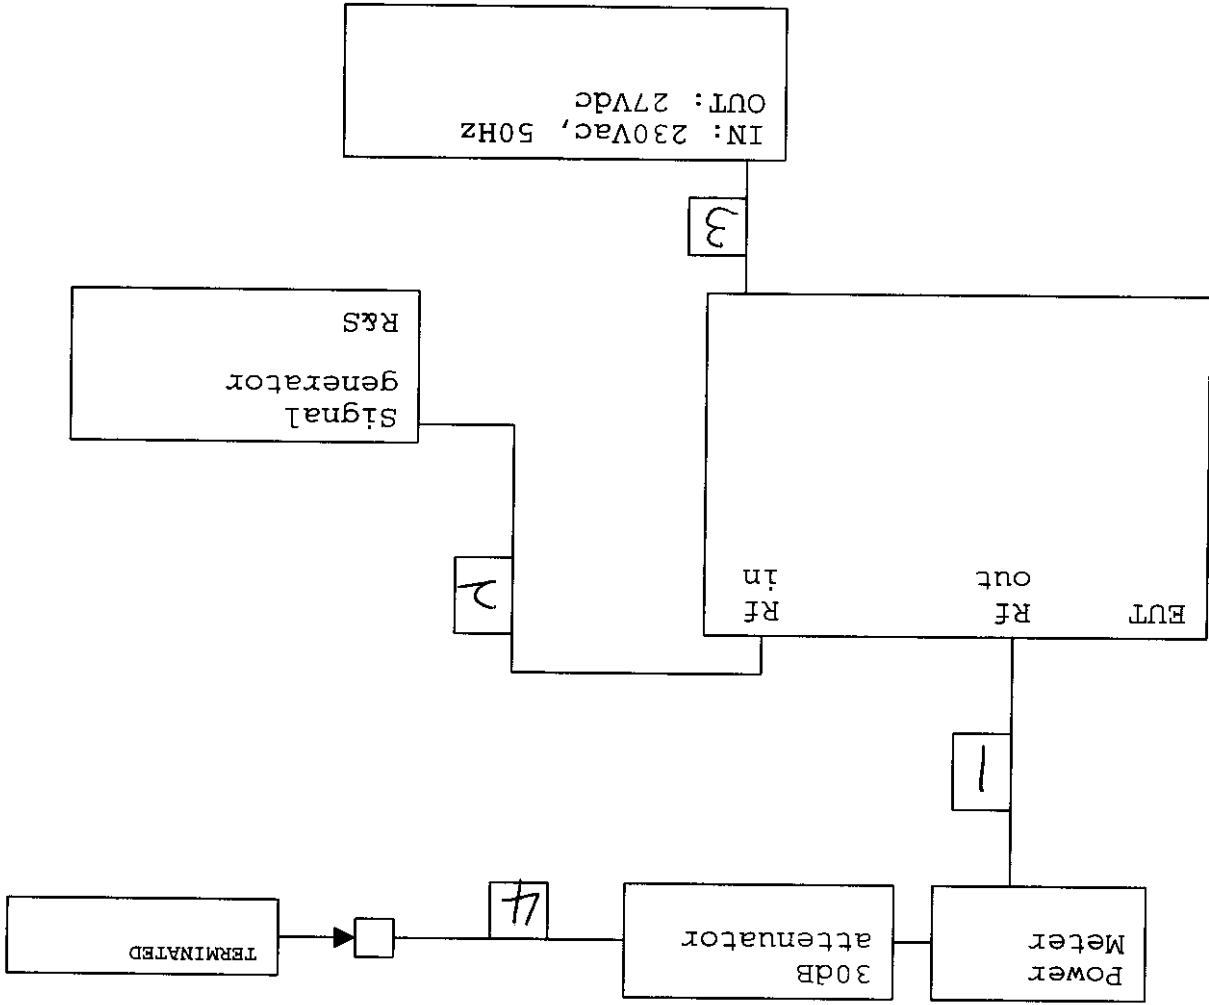 Power
Meter
30dB
attenuator
4
TERMINATED
1
EUT
Rf
out
Rf
in
2
Signal
generator
R&S
3
IN: 230Vac, 50Hz
OUT: 27Vdc